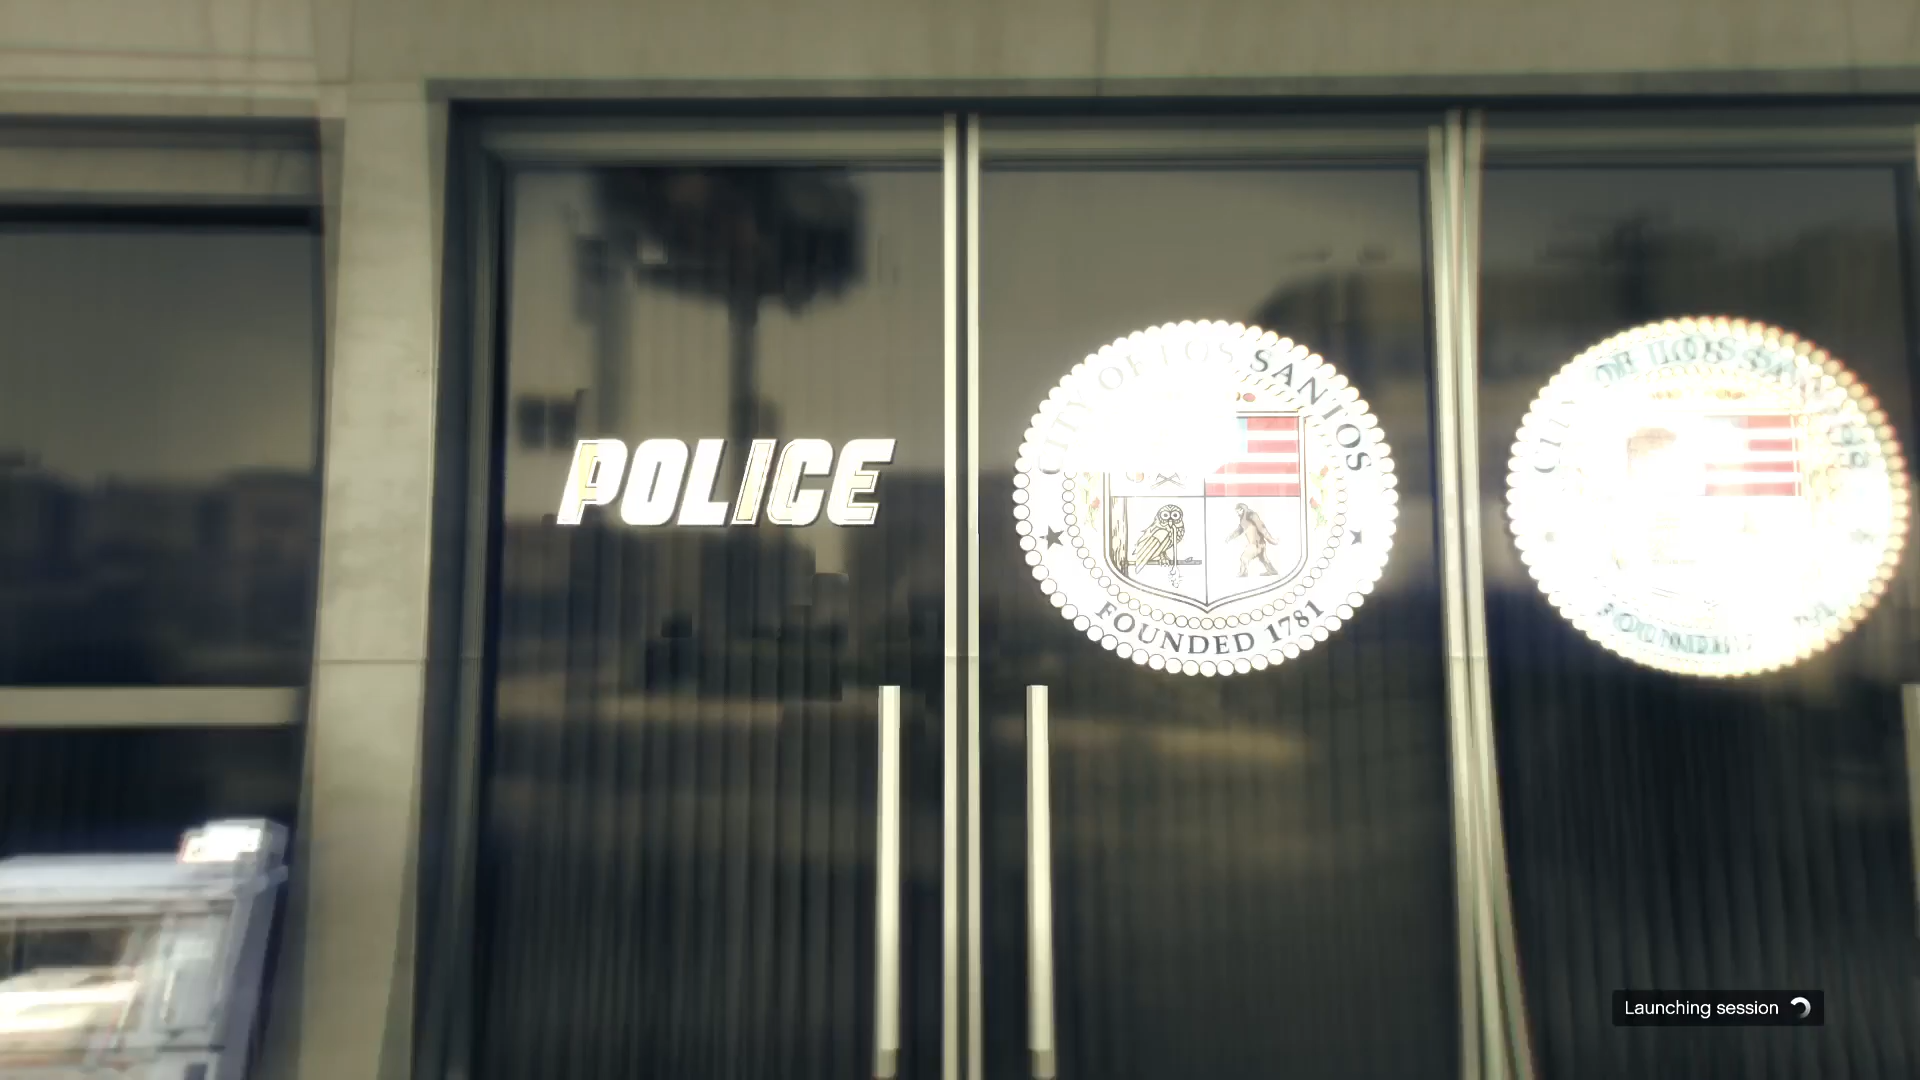 POLICE
CITY OF LOS SANTOS
FOUNDED 1781
Launching session